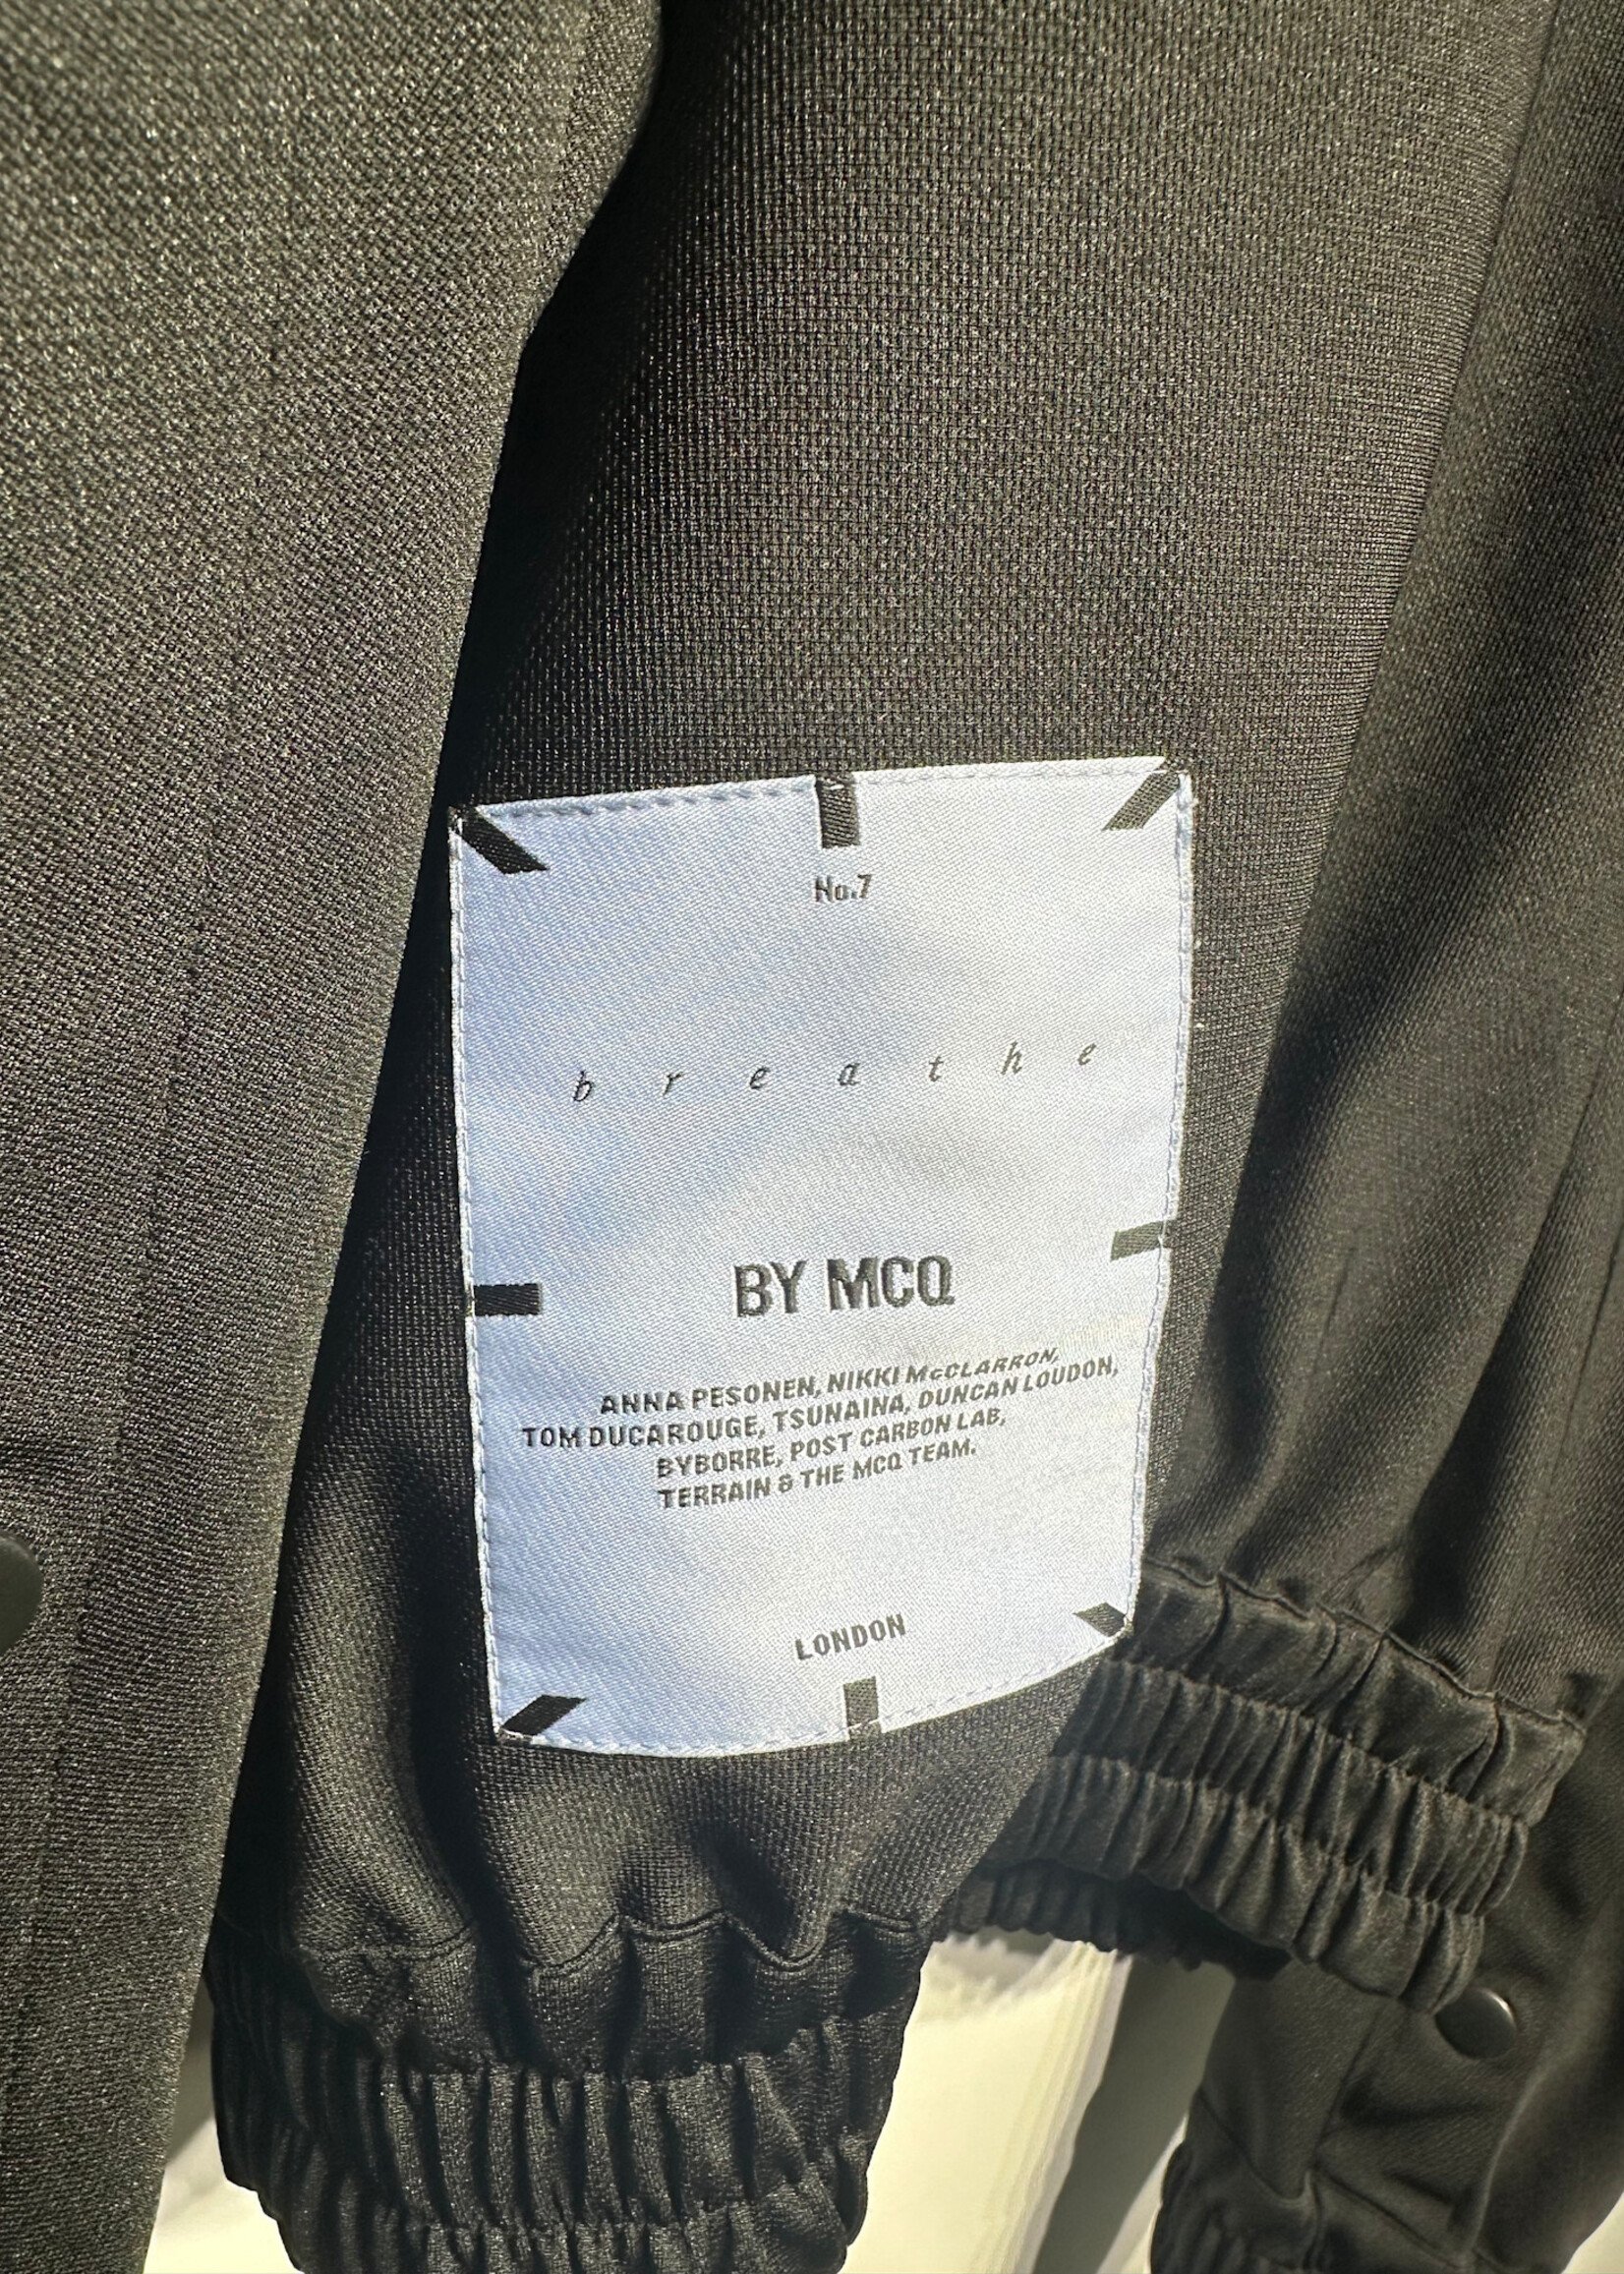 No.7
breathe
BY MCQ
ANNA PESONEN, NIKKI McCLARRON,
TOM DUCAROUGE, TSUNAINA, DUNCAN LOUDON,
BYBORRE, POST CARBON LAB,
TERRAIN & THE MCQ TEAM.
LONDON